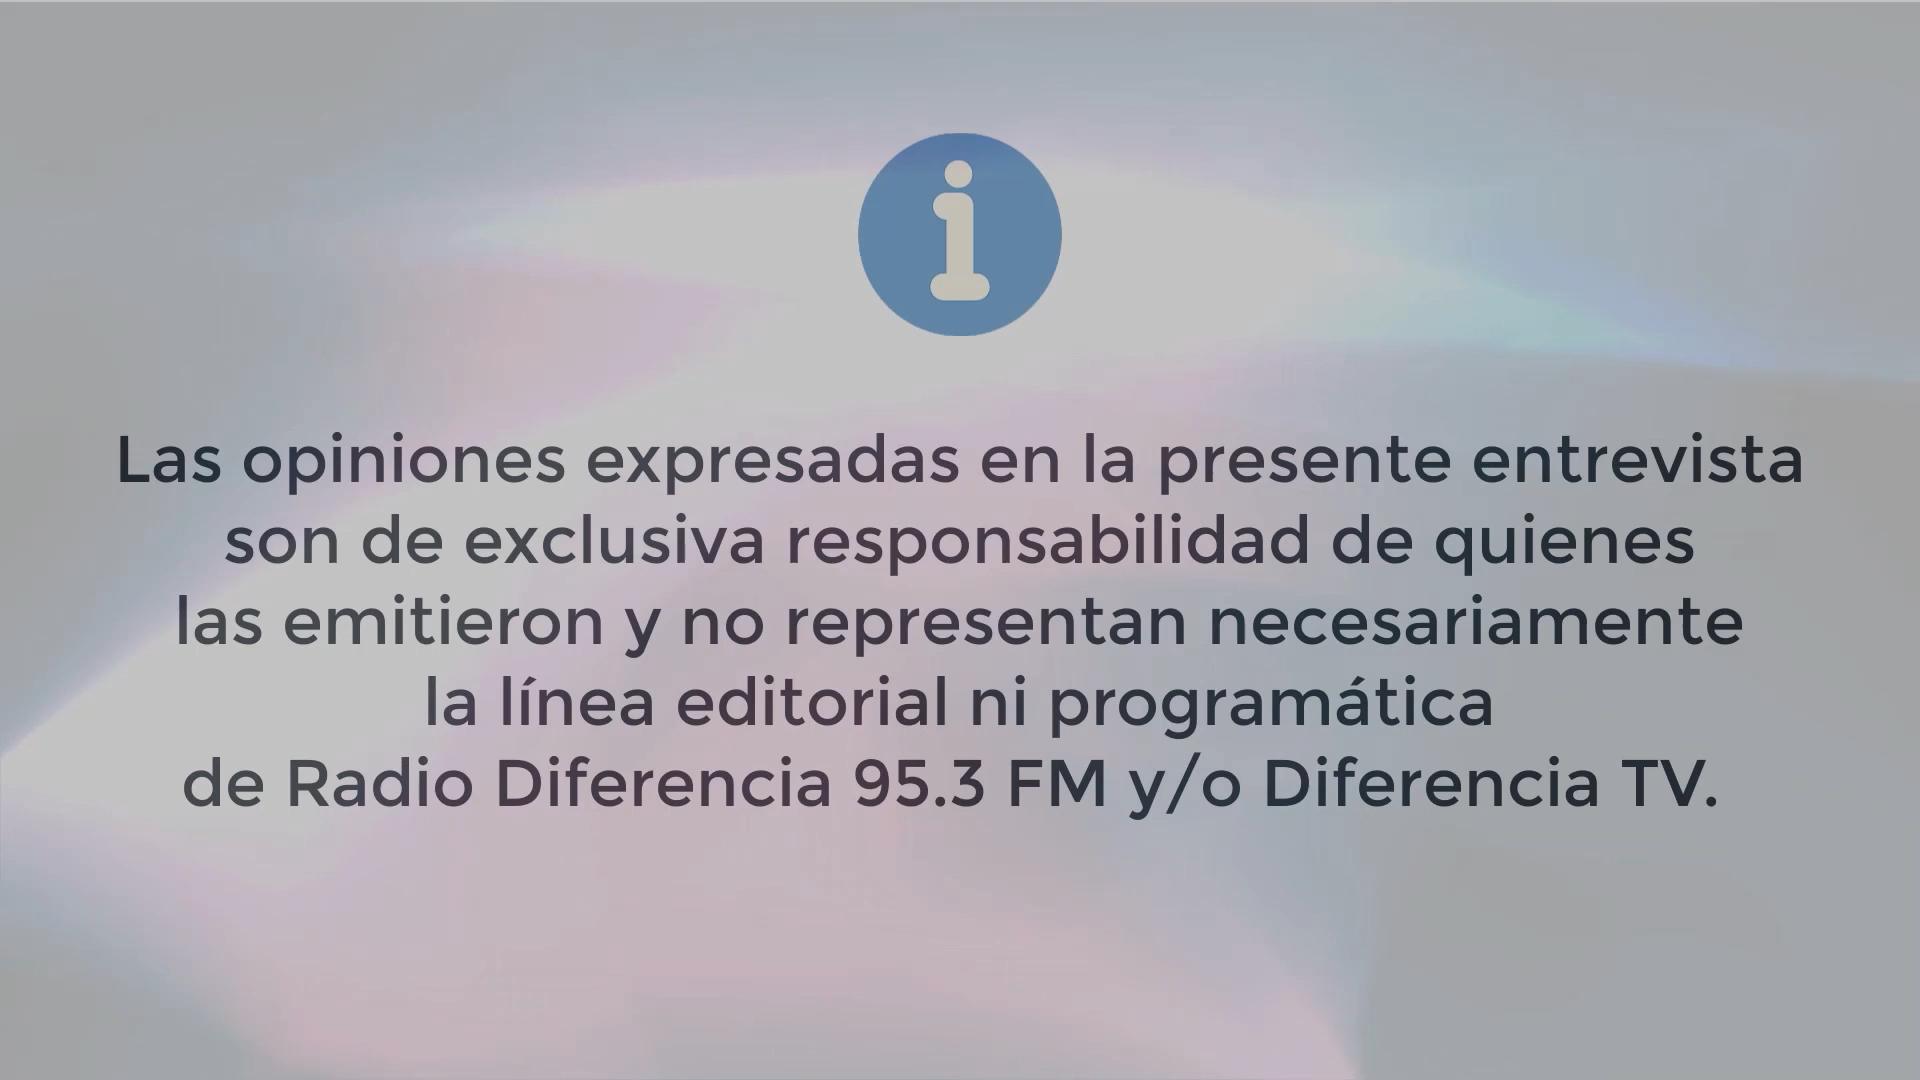 Las opiniones expresadas en la presente entrevista
son de exclusiva responsabilidad de quienes
las emitieron y no representan necesariamente
la línea editorial ni programática
de Radio Diferencia 95.3 FM y/o Diferencia TV.